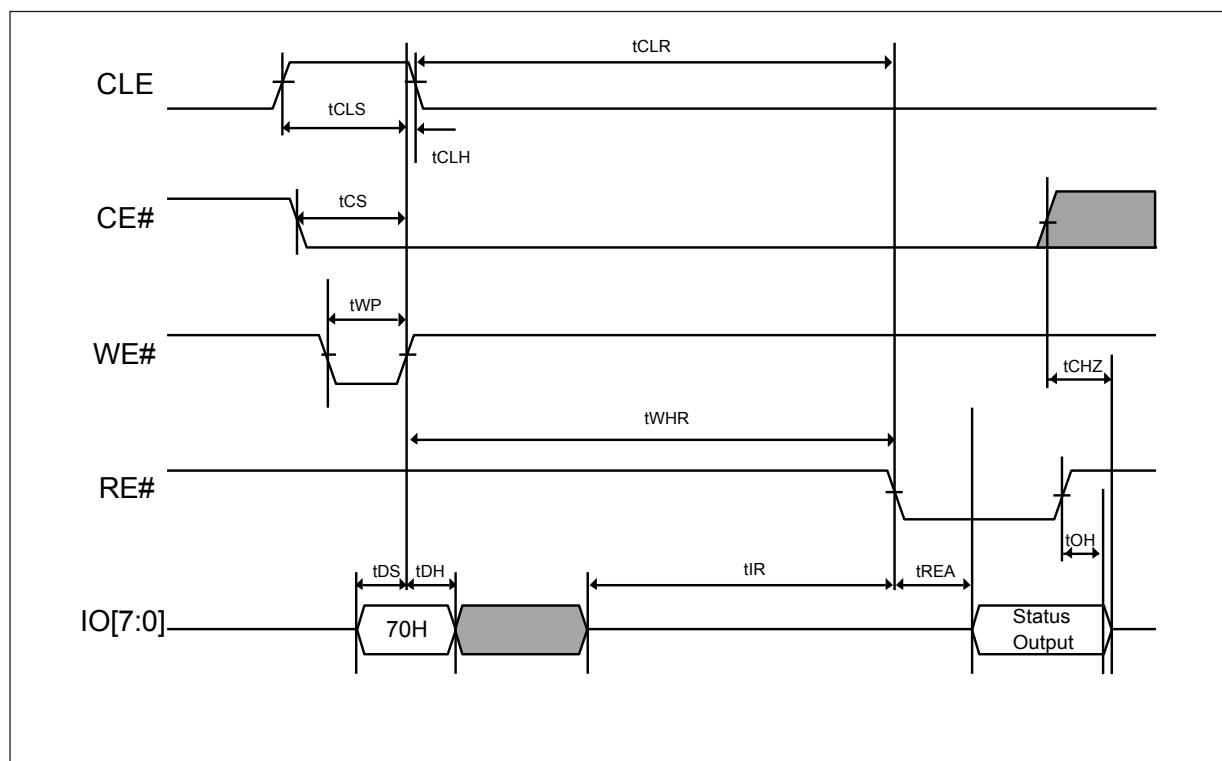 tCLR
CLE
tCLS
tCLH
CE#
tCS
tWP
WE#
tCHZ
tWHR
RE#
tOH
tDS
tDH
tIR
tREA
IO[7:0]
70H
Status
Output